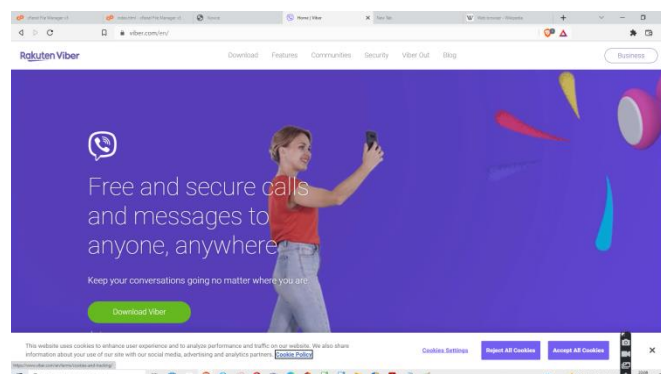 Home | Viber
viber.com/en/
Rakuten Viber
Download Features Communities Security Viber Out Blog
Business
Free and secure calls
and messages to
anyone, anywhere
Keep your conversations going no matter where you are
Download Viber
This website uses cookies to enhance user experience and to analyze performance and traffic on our website. We also share
information about your use of our site with our social media, advertising and analytics partners. Cookie Policy
Cookies Settings
Reject All Cookies
Accept All Cookies